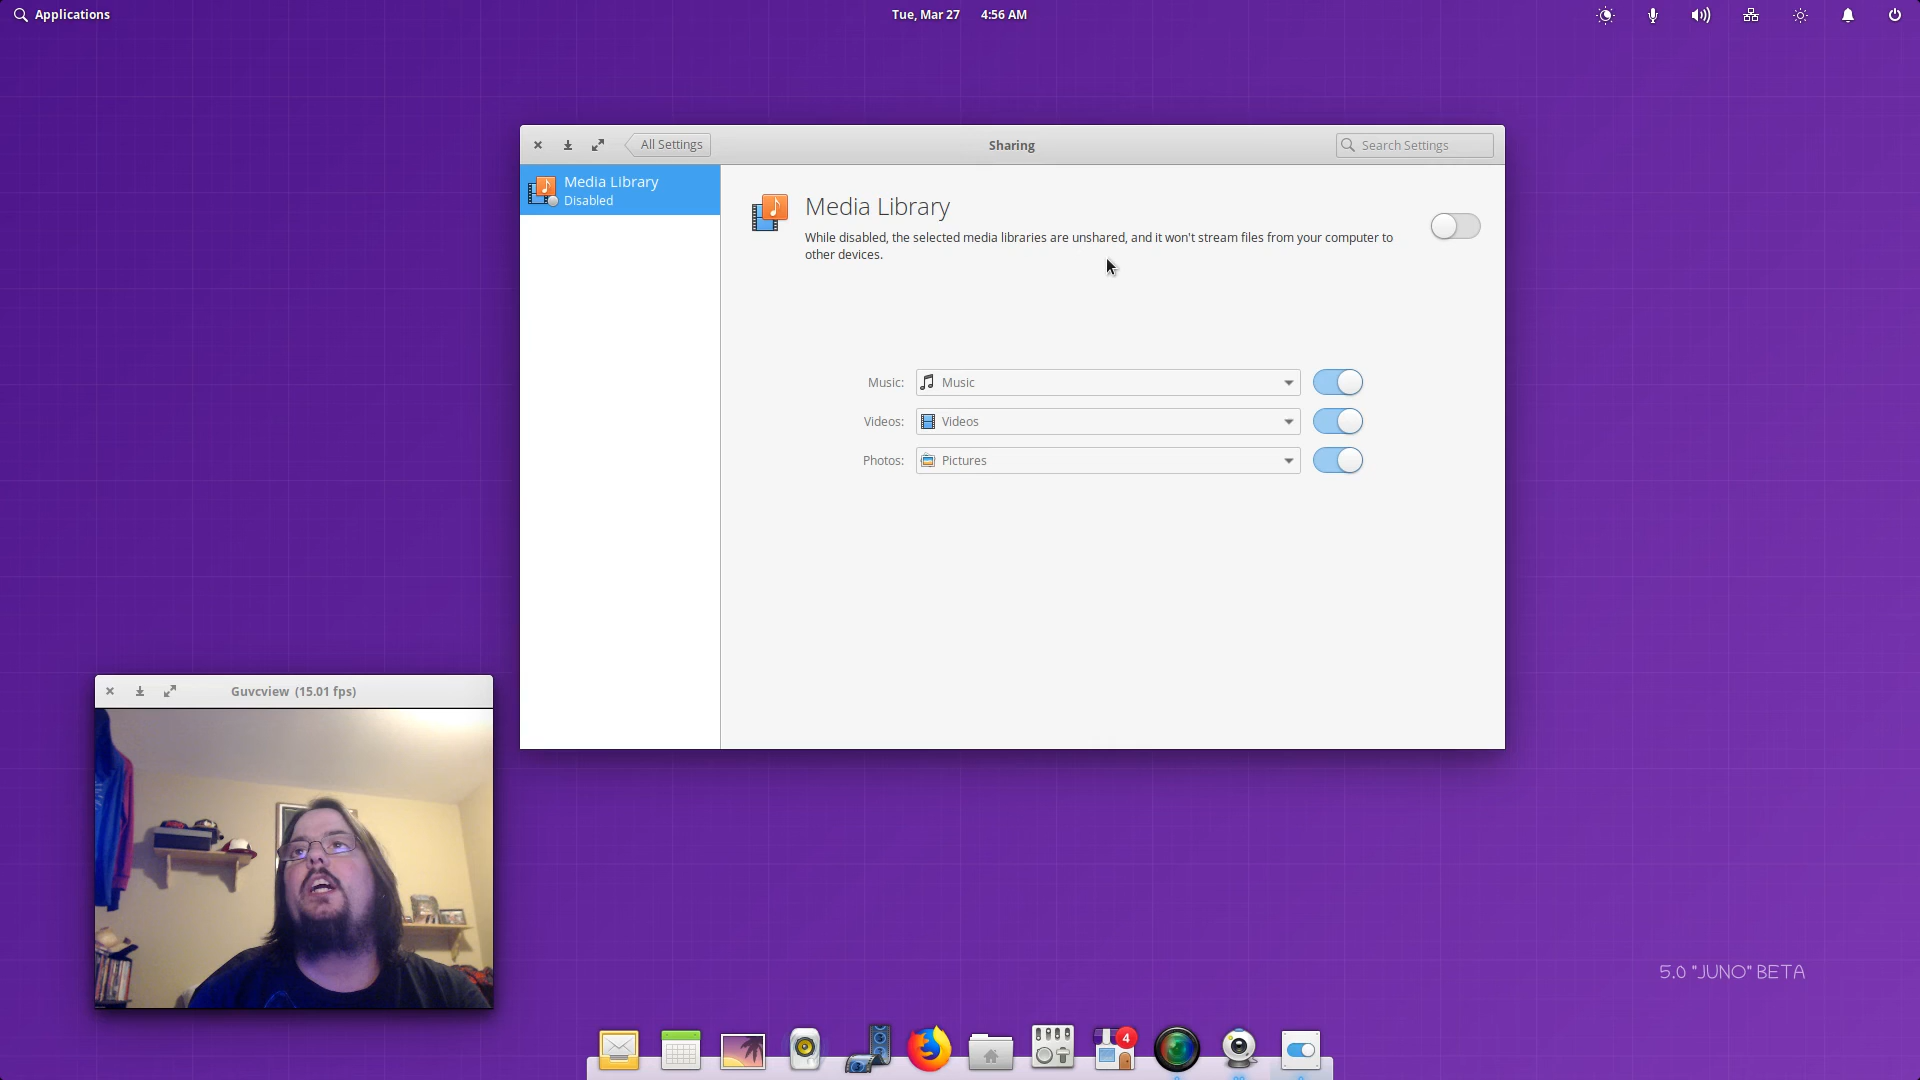 Applications
Tue, Mar 27 4:56 AM
All Settings
Sharing
Search Settings
Media Library
Disabled
Media Library
While disabled, the selected media libraries are unshared, and it won't stream files from your computer to
other devices.
Music: Music
Videos: Videos
Photos: Pictures
Guvcview (15.01 fps)
5.0 "JUNO" BETA
4